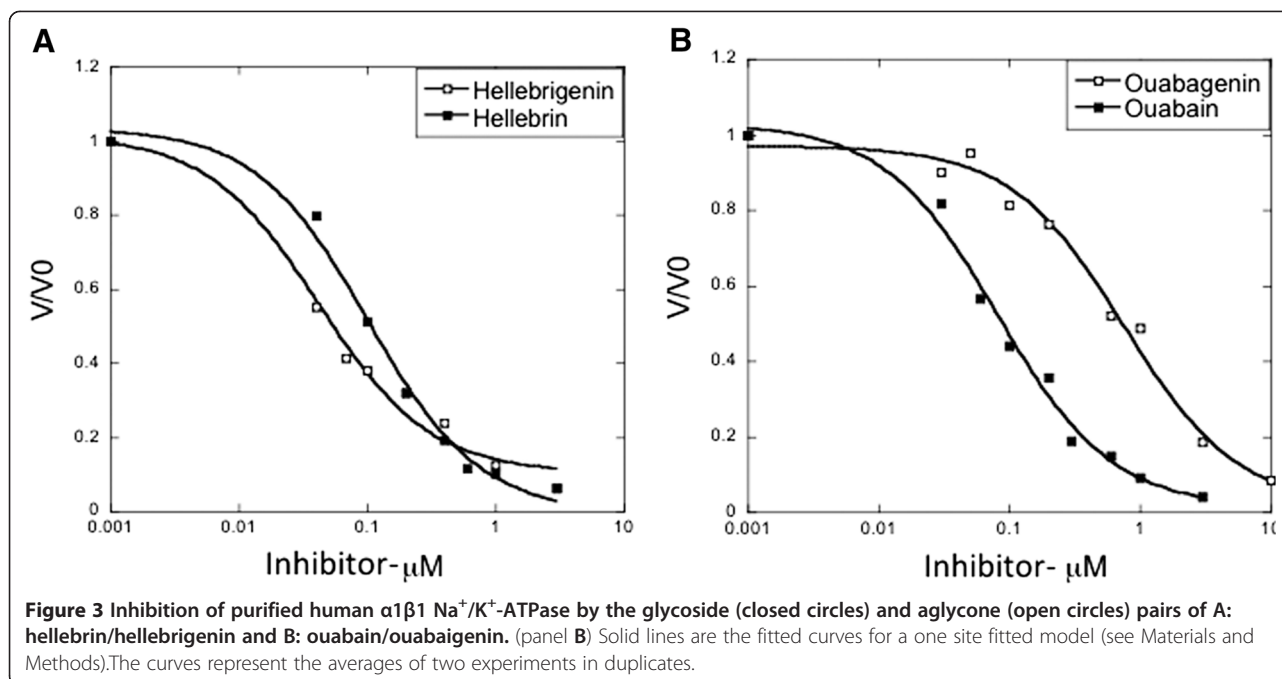 A
1.2
1
0.8
0.6
0.4
0.2
0
V/V0
Hellebrigenin
Hellebrin
0.001
0.01
0.1
1
10
Inhibitor-μM
B
1.2
1
0.8
0.6
0.4
0.2
0
V/V0
Ouabagenin
Ouabain
0.001
0.01
0.1
1
10
Inhibitor- μM
Figure 3 Inhibition of purified human α1β1 Na⁺/K⁺-ATPase by the glycoside (closed circles) and aglycone (open circles) pairs of A:
hellebrin/hellebrigenin and B: ouabain/ouabaigenin. (panel B) Solid lines are the fitted curves for a one site fitted model (see Materials and
Methods).The curves represent the averages of two experiments in duplicates.